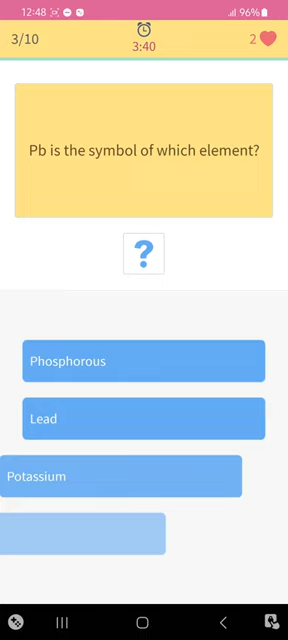 12:48 96%
3/10 3:40 2
Pb is the symbol of which element?
?
Phosphorous
Lead
Potassium